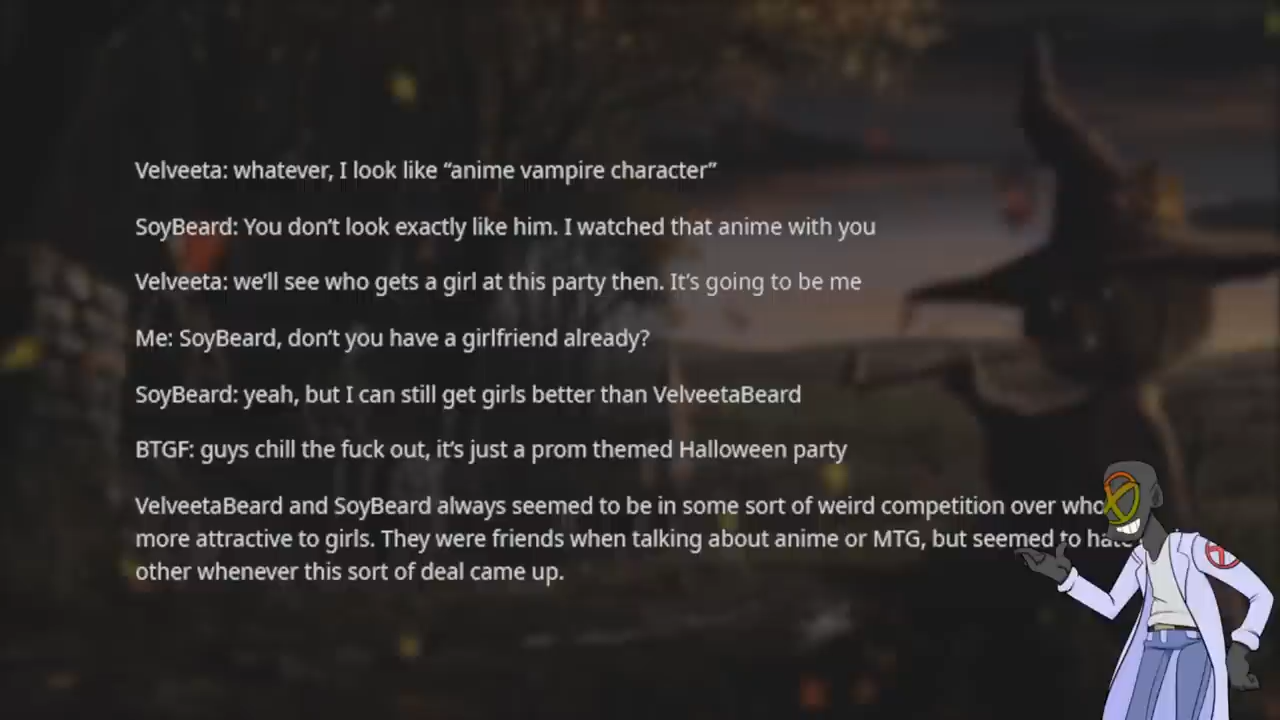 Velveeta: whatever, I look like “anime vampire character”
SoyBeard: You don’t look exactly like him. I watched that anime with you
Velveeta: we’ll see who gets a girl at this party then. It’s going to be me
Me: SoyBeard, don’t you have a girlfriend already?
SoyBeard: yeah, but I can still get girls better than VelveetaBeard
BTGF: guys chill the fuck out, it’s just a prom themed Halloween party
VelveetaBeard and SoyBeard always seemed to be in some sort of weird competition over who
more attractive to girls. They were friends when talking about anime or MTG, but seemed to
other whenever this sort of deal came up.